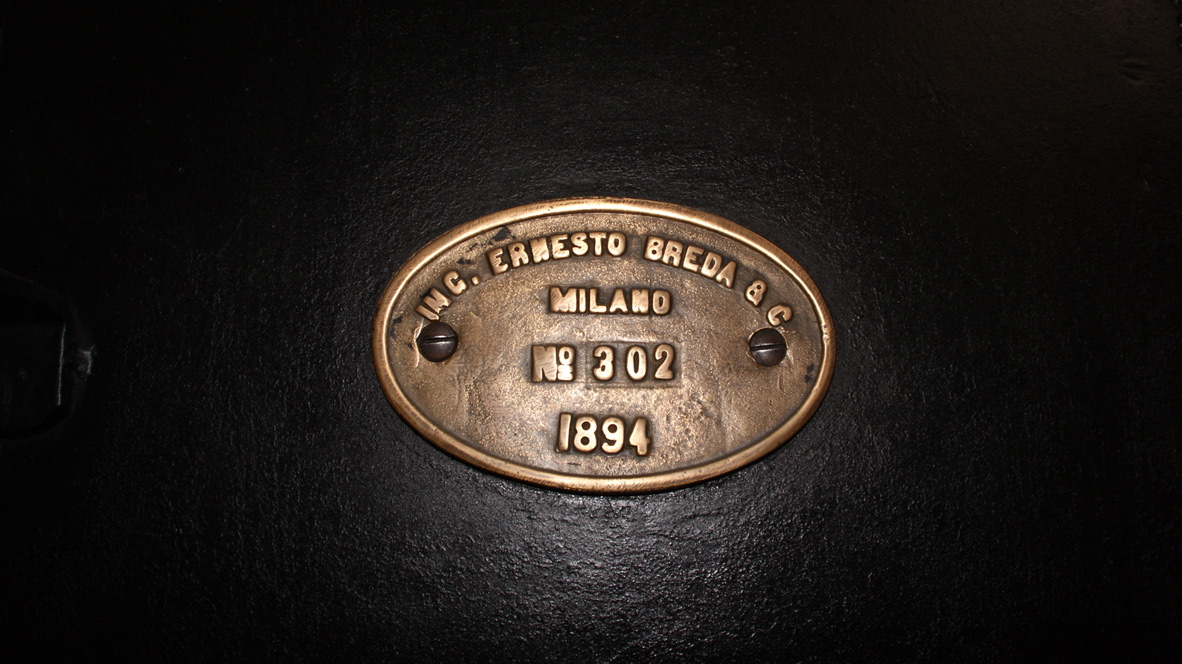 ING. ERNESTO BREDA & C
MILANO
Nº 302
1894